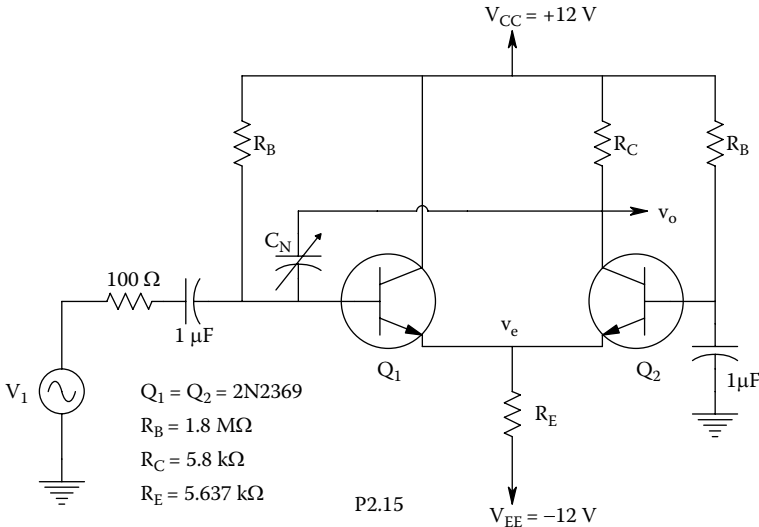 V_CC = +12 V
R_B
R_C
R_B
v_o
C_N
100 Ω
1 μF
v_e
Q_1
Q_2
1μF
V_1
Q_1 = Q_2 = 2N2369
R_B = 1.8 MΩ
R_C = 5.8 kΩ
R_E = 5.637 kΩ
R_E
P2.15
V_EE = −12 V